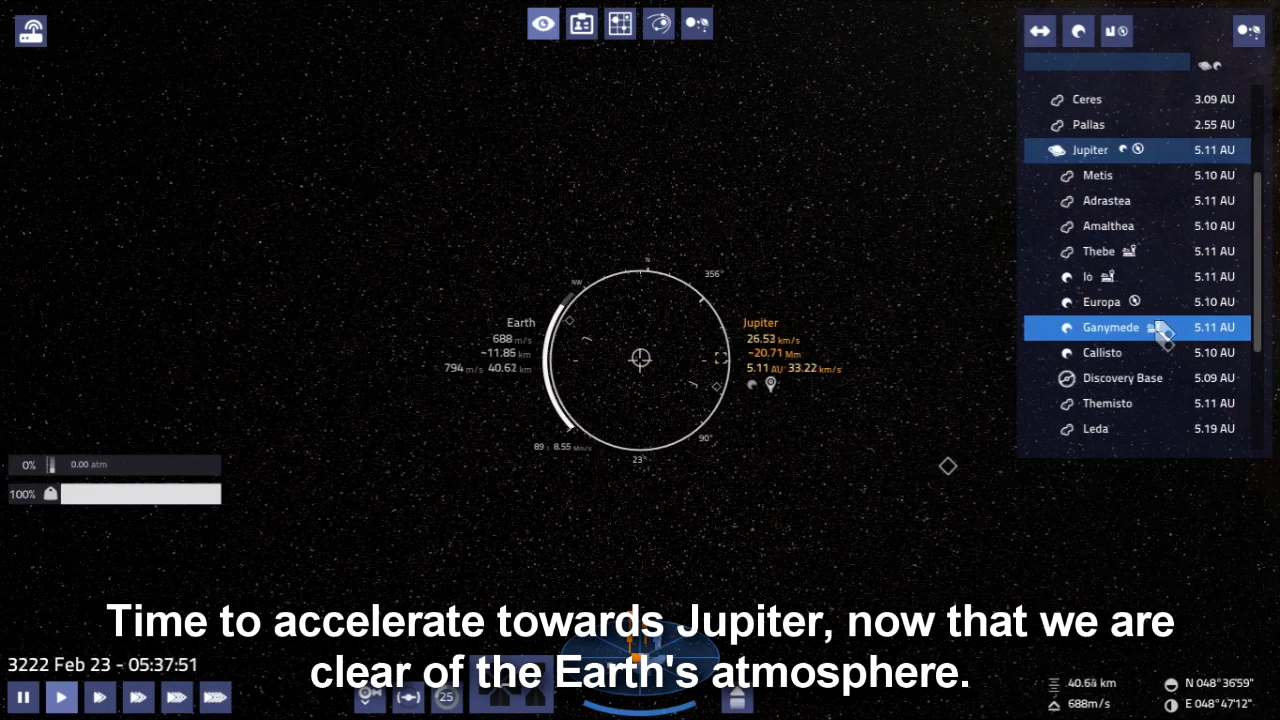 Ceres 3.09 AU
Pallas 2.55 AU
Jupiter 5.11 AU
Metis 5.10 AU
Adrastea 5.11 AU
Amalthea 5.10 AU
Thebe 5.11 AU
Io 5.11 AU
Europa 5.10 AU
Ganymede 5.11 AU
Callisto 5.10 AU
Discovery Base 5.09 AU
Themisto 5.11 AU
Leda 5.19 AU
N
356°
NW
Earth
688 m/s
~11.85 km
794 m/s 40.62 km
Jupiter
26.53 km/s
~20.71 Mm
5.11 AU 33.22 km/s
89 8.55 Mm/s
90°
23°
0% 0.00 atm
100%
Time to accelerate towards Jupiter, now that we are
clear of the Earth's atmosphere.
3222 Feb 23 - 05:37:51
25
40.68 km
688m/s
N 048°36'59"
E 048°47'12"